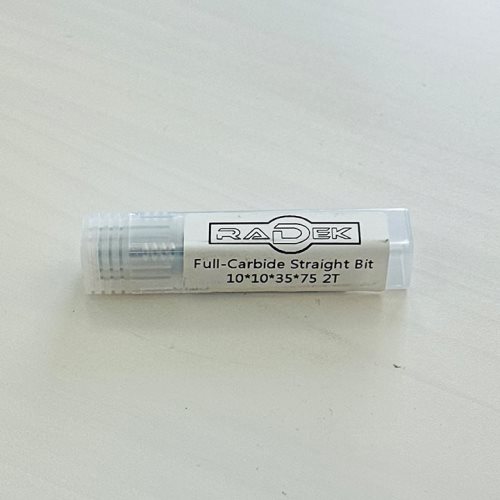 RADEK
Full-Carbide Straight Bit
10*10*35*75 2T